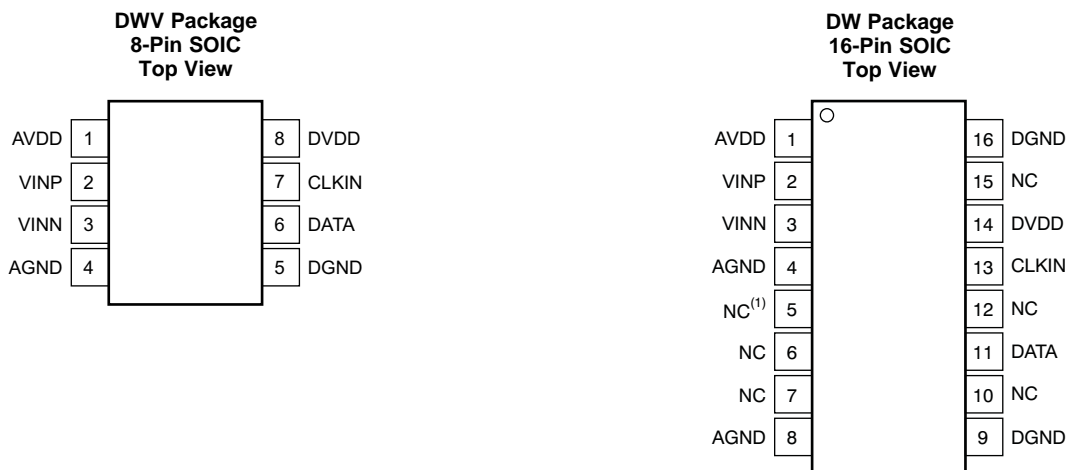 DWV Package
8-Pin SOIC
Top View
AVDD 1 8 DVDD
VINP 2 7 CLKIN
VINN 3 6 DATA
AGND 4 5 DGND
DW Package
16-Pin SOIC
Top View
AVDD 1 16 DGND
VINP 2 15 NC
VINN 3 14 DVDD
AGND 4 13 CLKIN
NC(1) 5 12 NC
NC 6 11 DATA
NC 7 10 NC
AGND 8 9 DGND